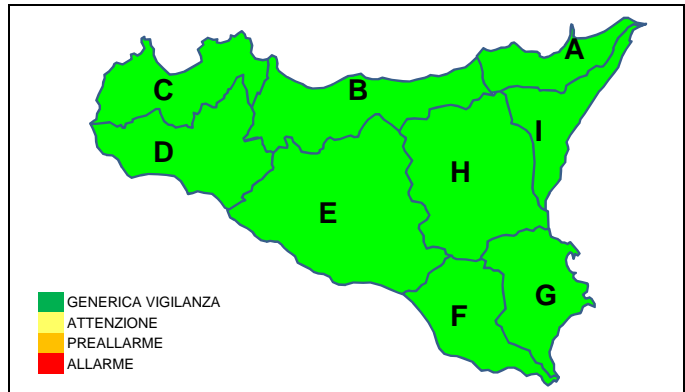 A
C
B
I
D
H
E
G
F
GENERICA VIGILANZA
ATTENZIONE
PREALLARME
ALLARME